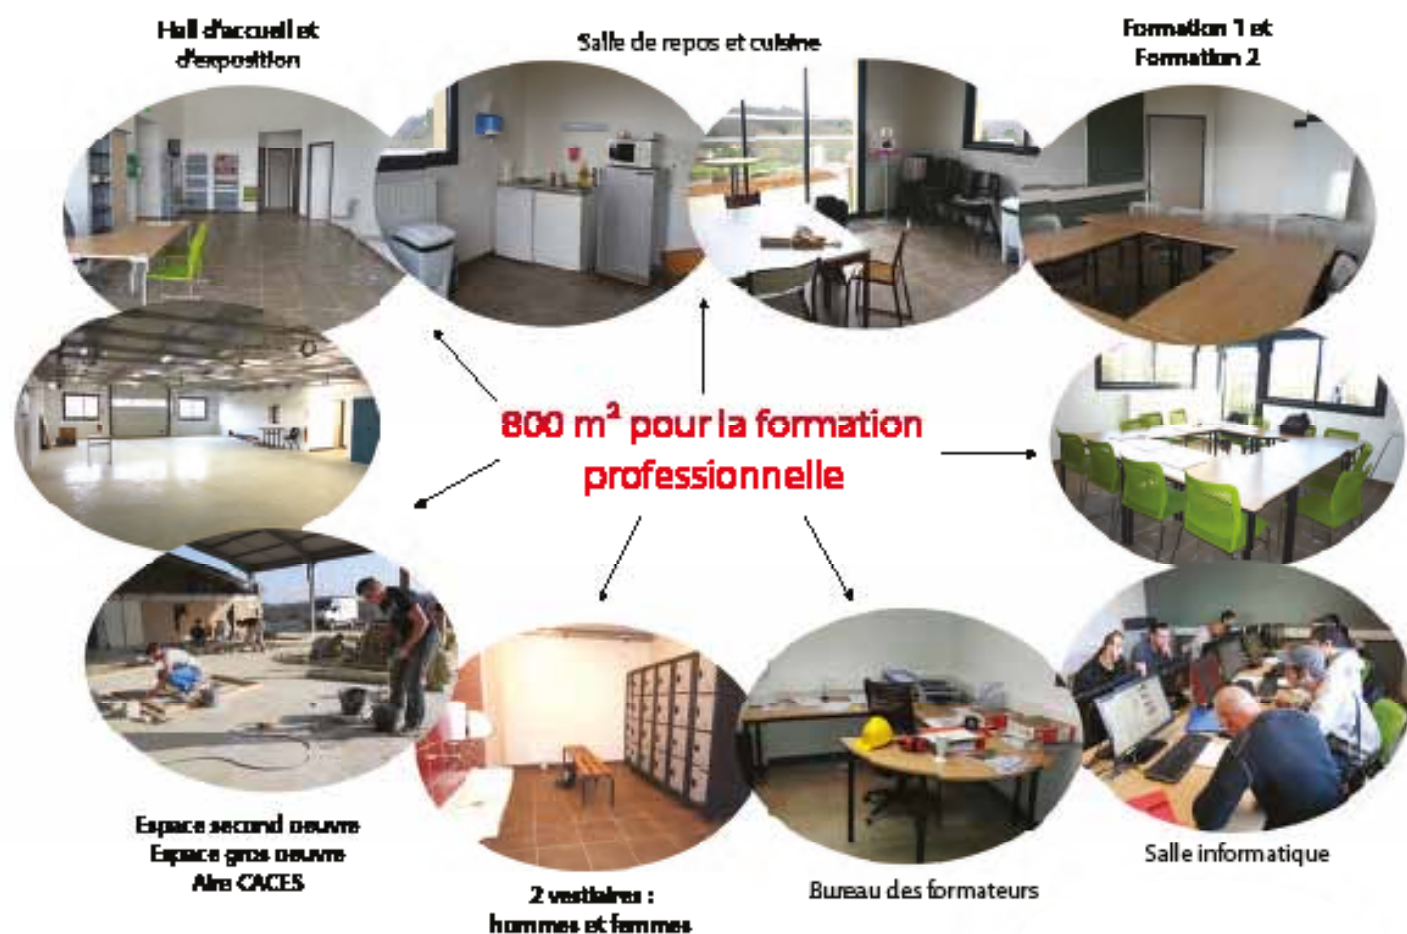 Hall d'accueil et
d'exposition
Salle de repos et cuisine
Formation 1 et
Formation 2
800 m² pour la formation
professionnelle
Espace second oeuvre
Espace gros oeuvre
Aire CACES
2 vestiaires :
hommes et femmes
Bureau des formateurs
Salle informatique